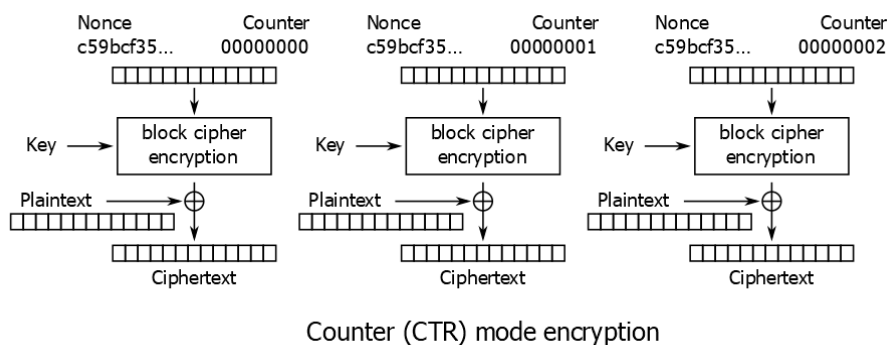 Nonce Counter Nonce Counter Nonce Counter
c59bcf35... 00000000 c59bcf35... 00000001 c59bcf35... 00000002
Key block cipher encryption Key block cipher encryption Key block cipher encryption
Plaintext Plaintext Plaintext
Ciphertext Ciphertext Ciphertext
Counter (CTR) mode encryption